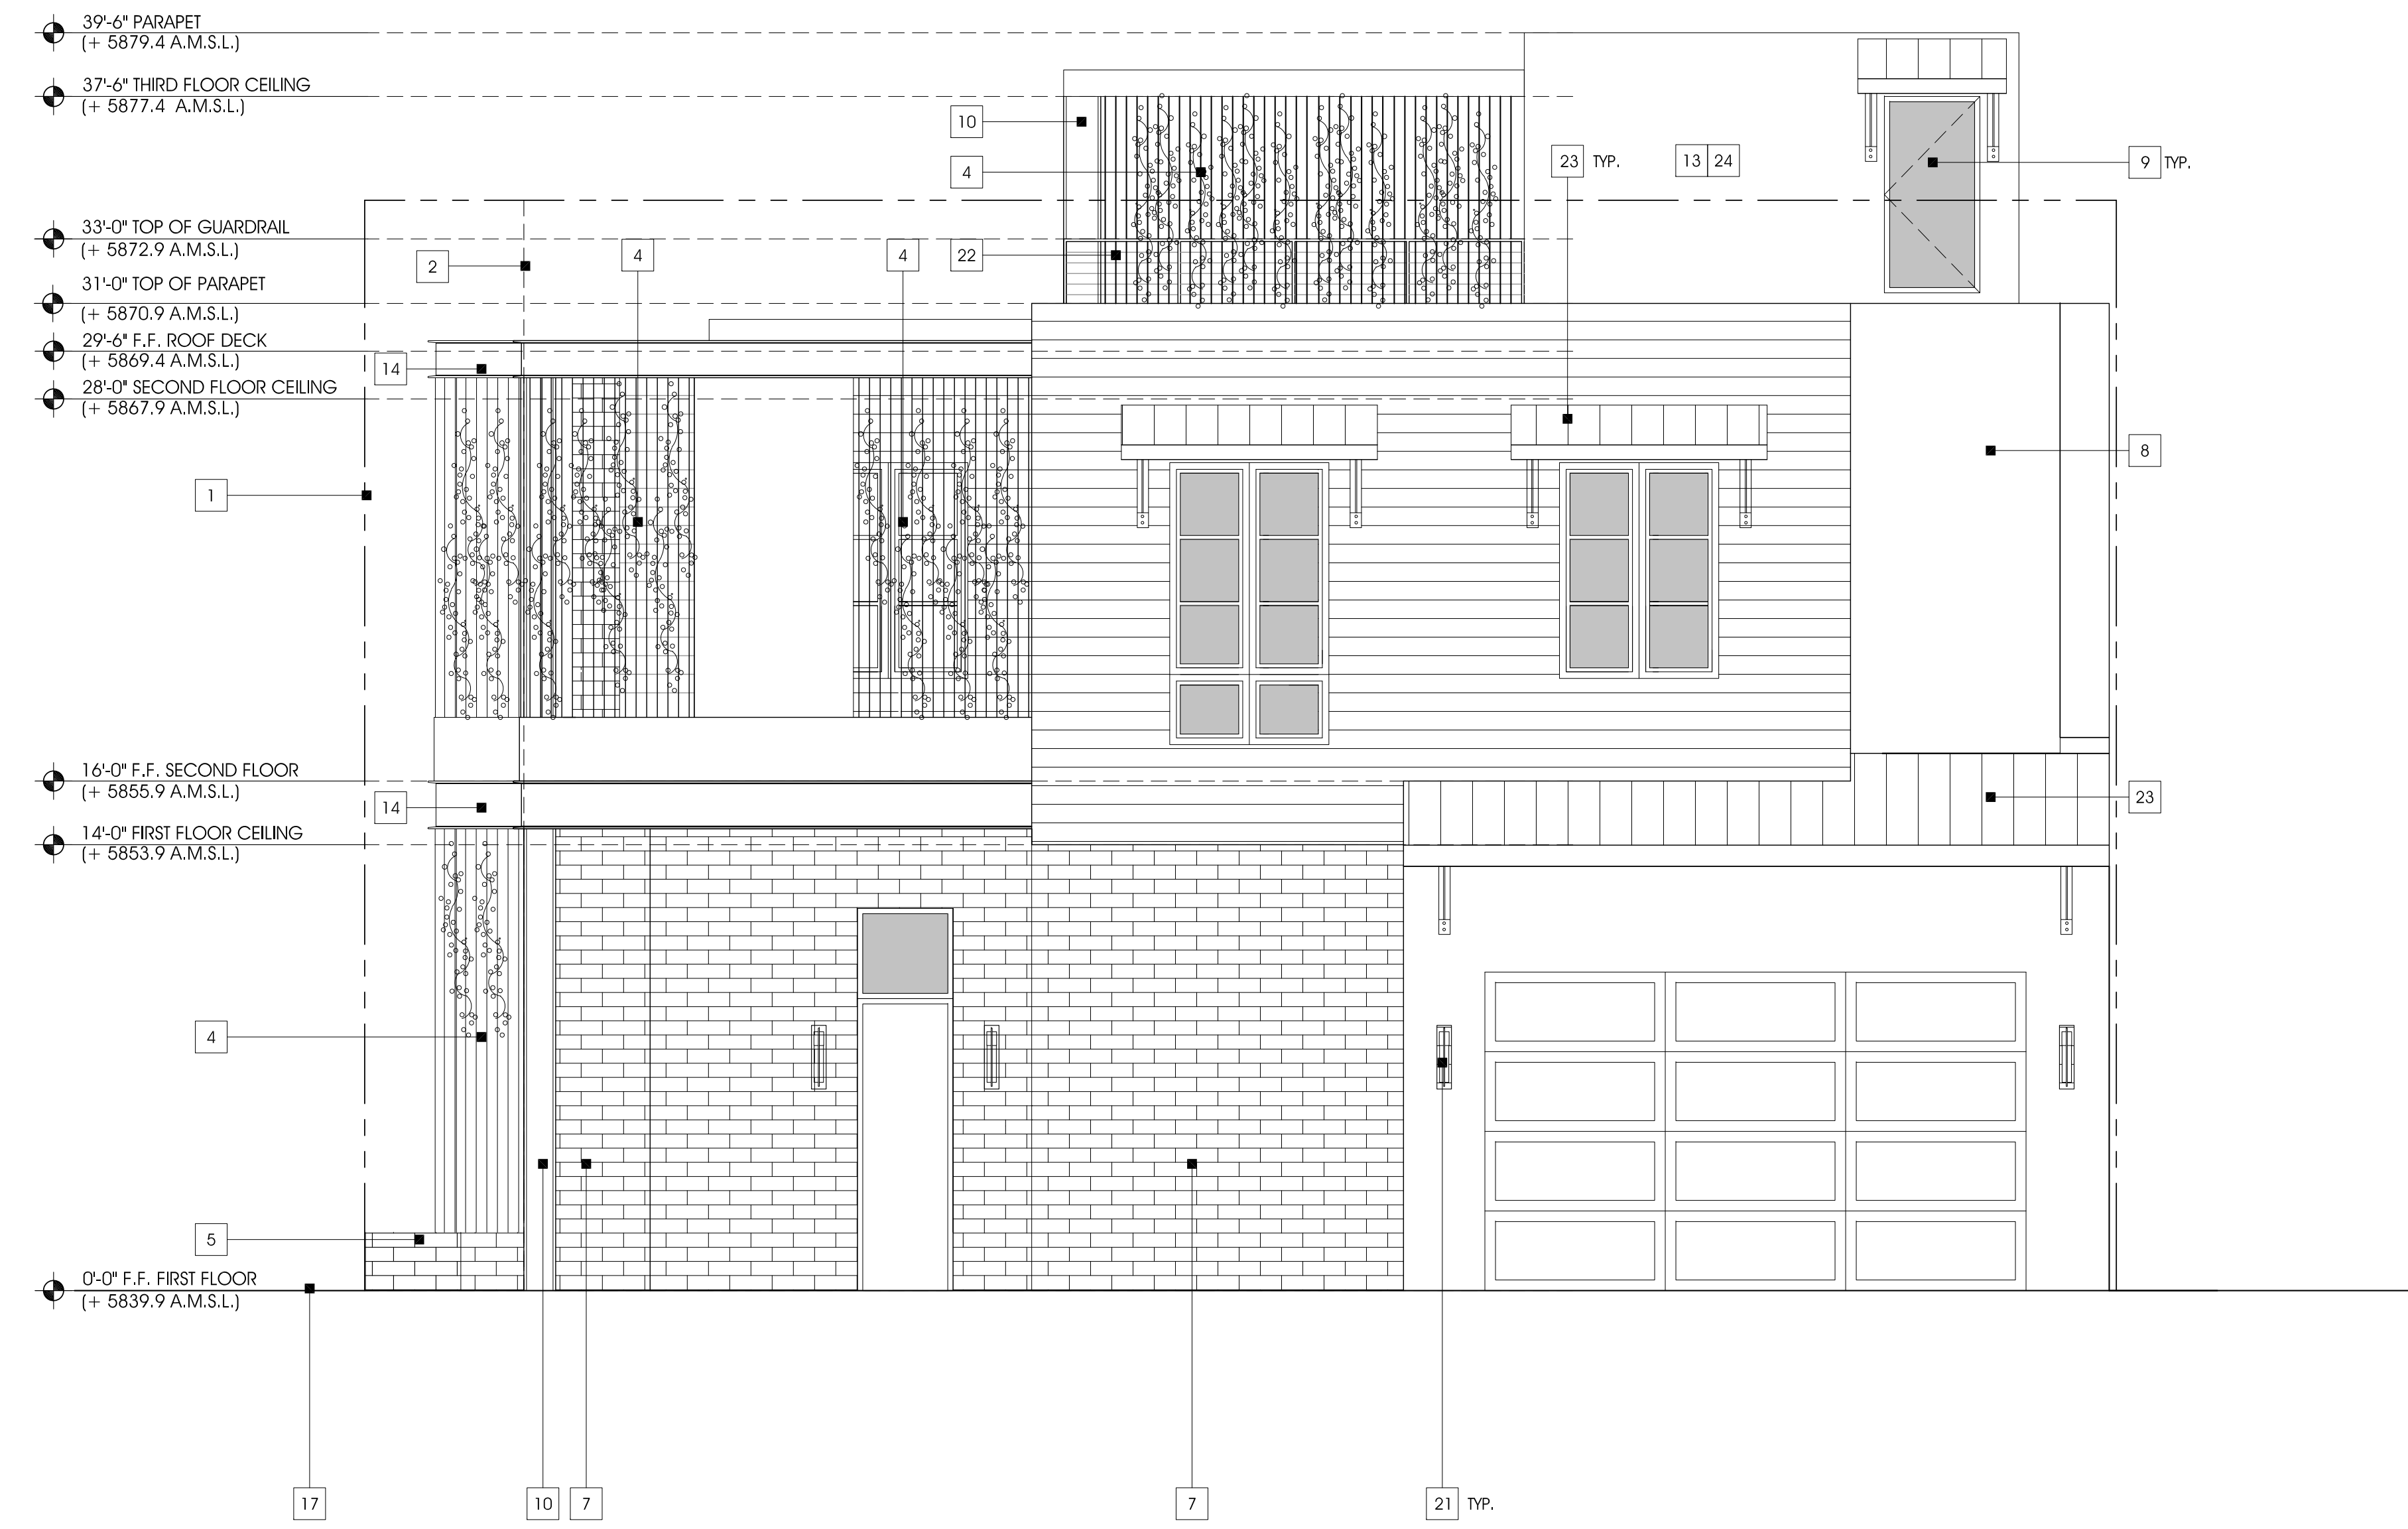 39'-6" PARAPET
(+ 5879.4 A.M.S.L.)
37'-6" THIRD FLOOR CEILING
(+ 5877.4 A.M.S.L.)
10
4
23 TYP.
13 24
9 TYP.
33'-0" TOP OF GUARDRAIL
(+ 5872.9 A.M.S.L.)
2
4
4
22
31'-0" TOP OF PARAPET
(+ 5870.9 A.M.S.L.)
29'-6" F.F. ROOF DECK
(+ 5869.4 A.M.S.L.)
14
28'-0" SECOND FLOOR CEILING
(+ 5867.9 A.M.S.L.)
8
1
16'-0" F.F. SECOND FLOOR
(+ 5855.9 A.M.S.L.)
14
23
14'-0" FIRST FLOOR CEILING
(+ 5853.9 A.M.S.L.)
4
5
0'-0" F.F. FIRST FLOOR
(+ 5839.9 A.M.S.L.)
17
10
7
7
21 TYP.